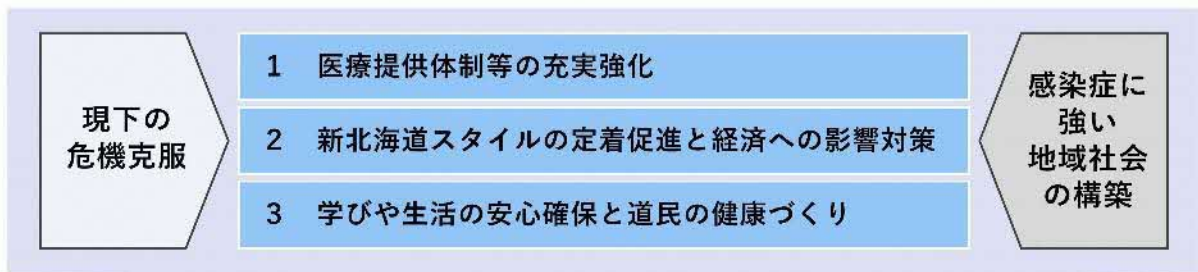 現下の
危機克服
1 医療提供体制等の充実強化
2 新北海道スタイルの定着促進と経済への影響対策
3 学びや生活の安心確保と道民の健康づくり
感染症に
強い
地域社会
の構築